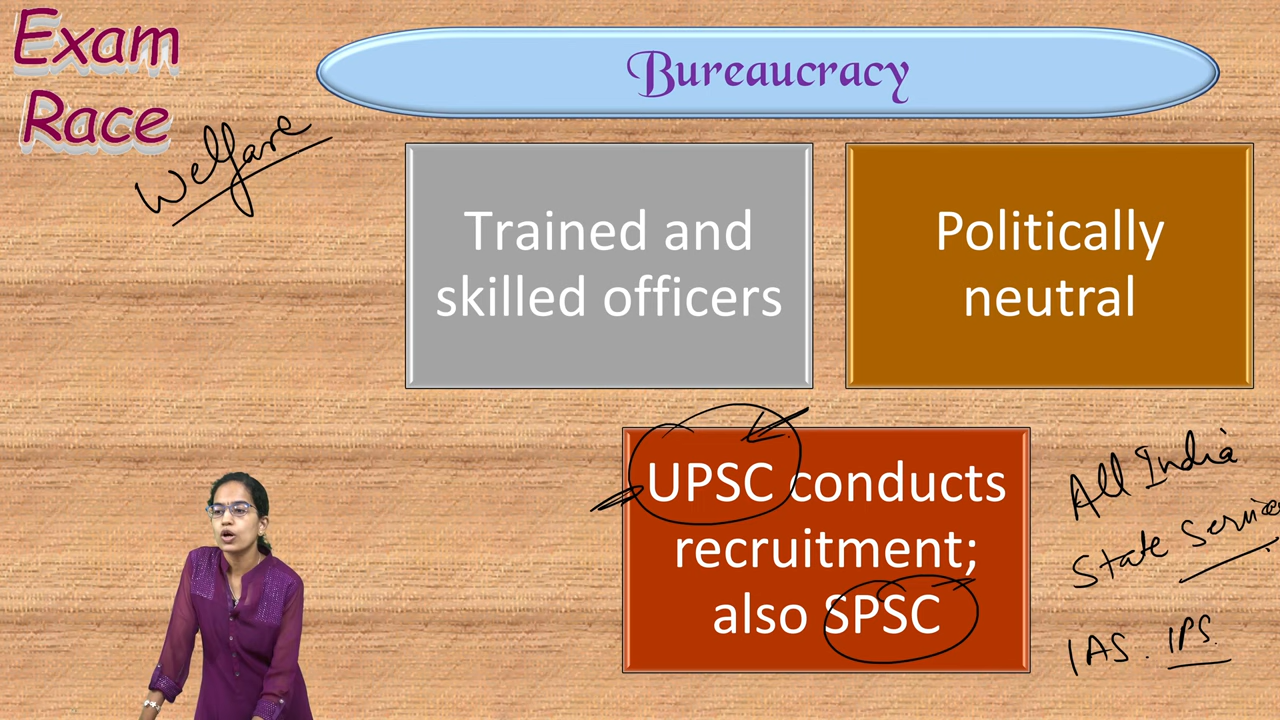 Exam
Race
Bureaucracy
Welfare
Trained and
skilled officers
Politically
neutral
UPSC conducts
recruitment;
also SPSC
All India
State Services
IAS. IPS.